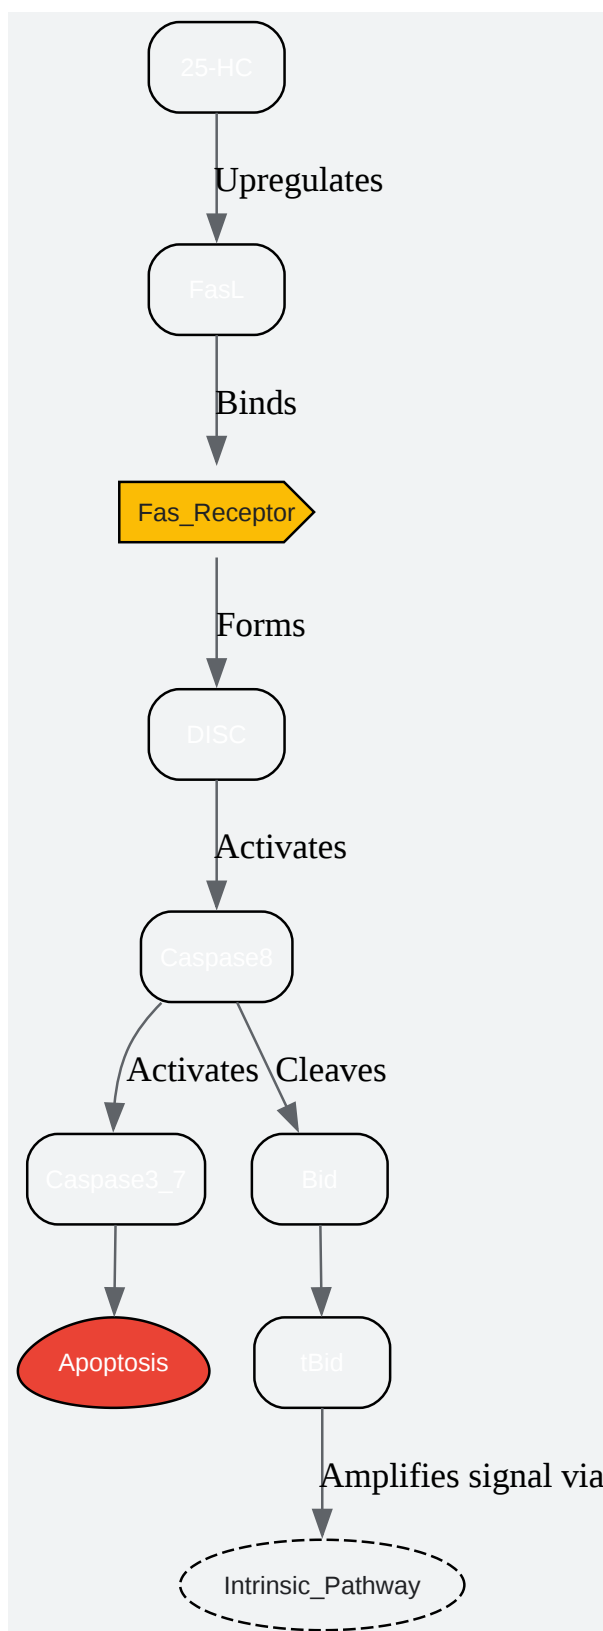 25-HC
Upregulates
FasL
Binds
Fas_Receptor
Forms
DISC
Activates
Caspase8
Activates
Cleaves
Caspase3_7
Bid
Apoptosis
tBid
Amplifies signal via
Intrinsic_Pathway